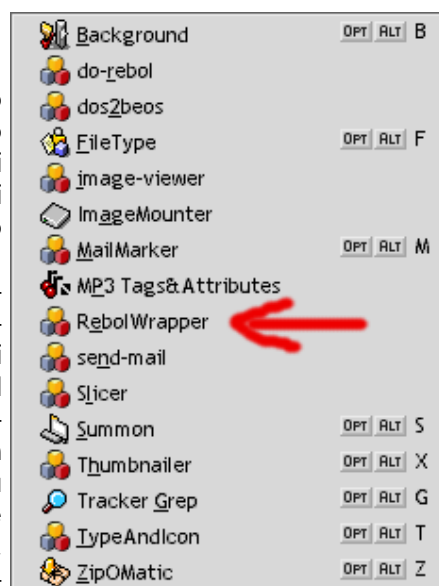 Background OPT ALT B
do-rebol
dos2beos
FileType OPT ALT F
image-viewer
ImageMounter
MailMarker OPT ALT M
MP3 Tags&Attributes
RebolWrapper
send-mail
Slicer
Summon OPT ALT S
Thumbnailer OPT ALT X
Tracker Grep OPT ALT G
TypeAndIcon OPT ALT T
ZipOMatic OPT ALT Z